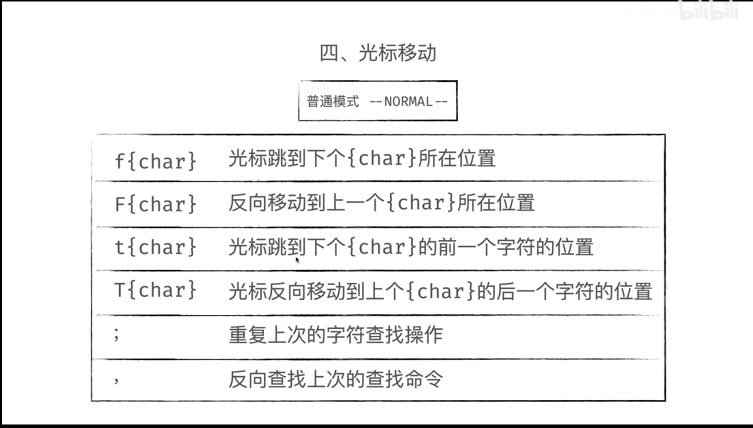 bilibili
四、光标移动
普通模式 --NORMAL--
f{char} 光标跳到下个{char}所在位置
F{char} 反向移动到上一个{char}所在位置
t{char} 光标跳到下个{char}的前一个字符的位置
T{char} 光标反向移动到上个{char}的后一个字符的位置
; 重复上次的字符查找操作
, 反向查找上次的查找命令